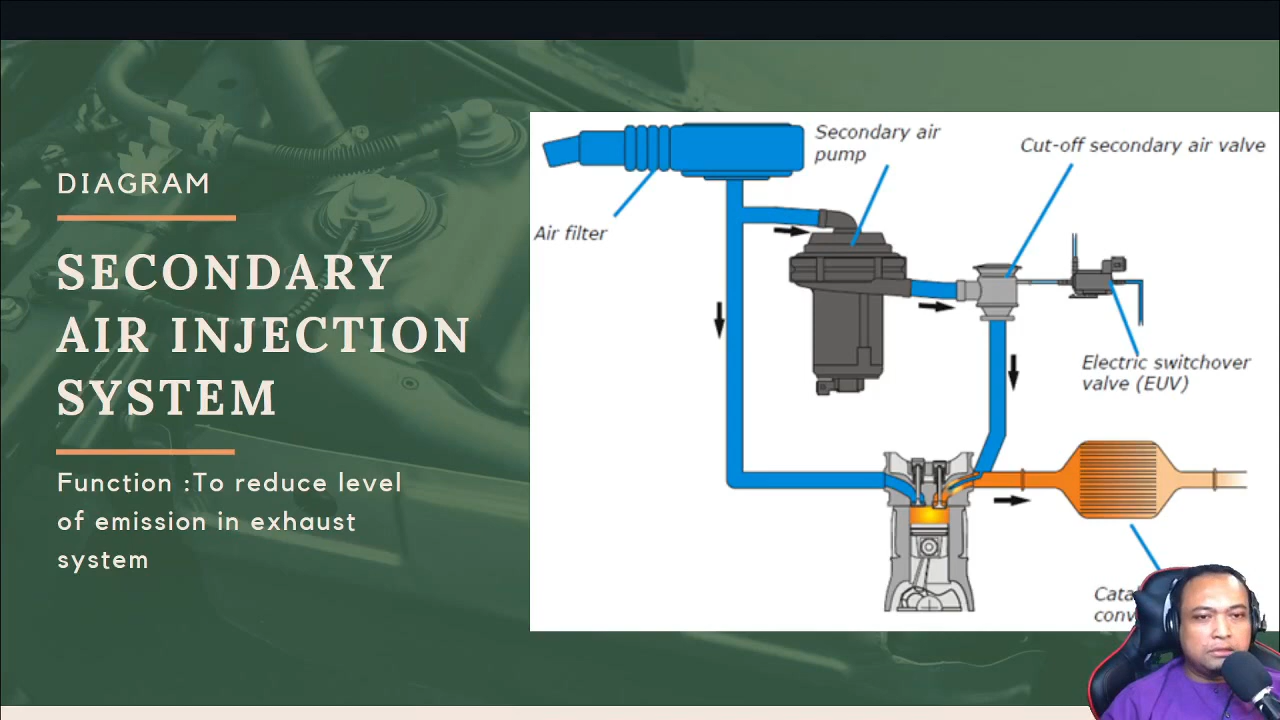 DIAGRAM
SECONDARY
AIR INJECTION
SYSTEM
Function :To reduce level
of emission in exhaust
system
Secondary air
pump
Cut-off secondary air valve
Air filter
Electric switchover
valve (EUV)